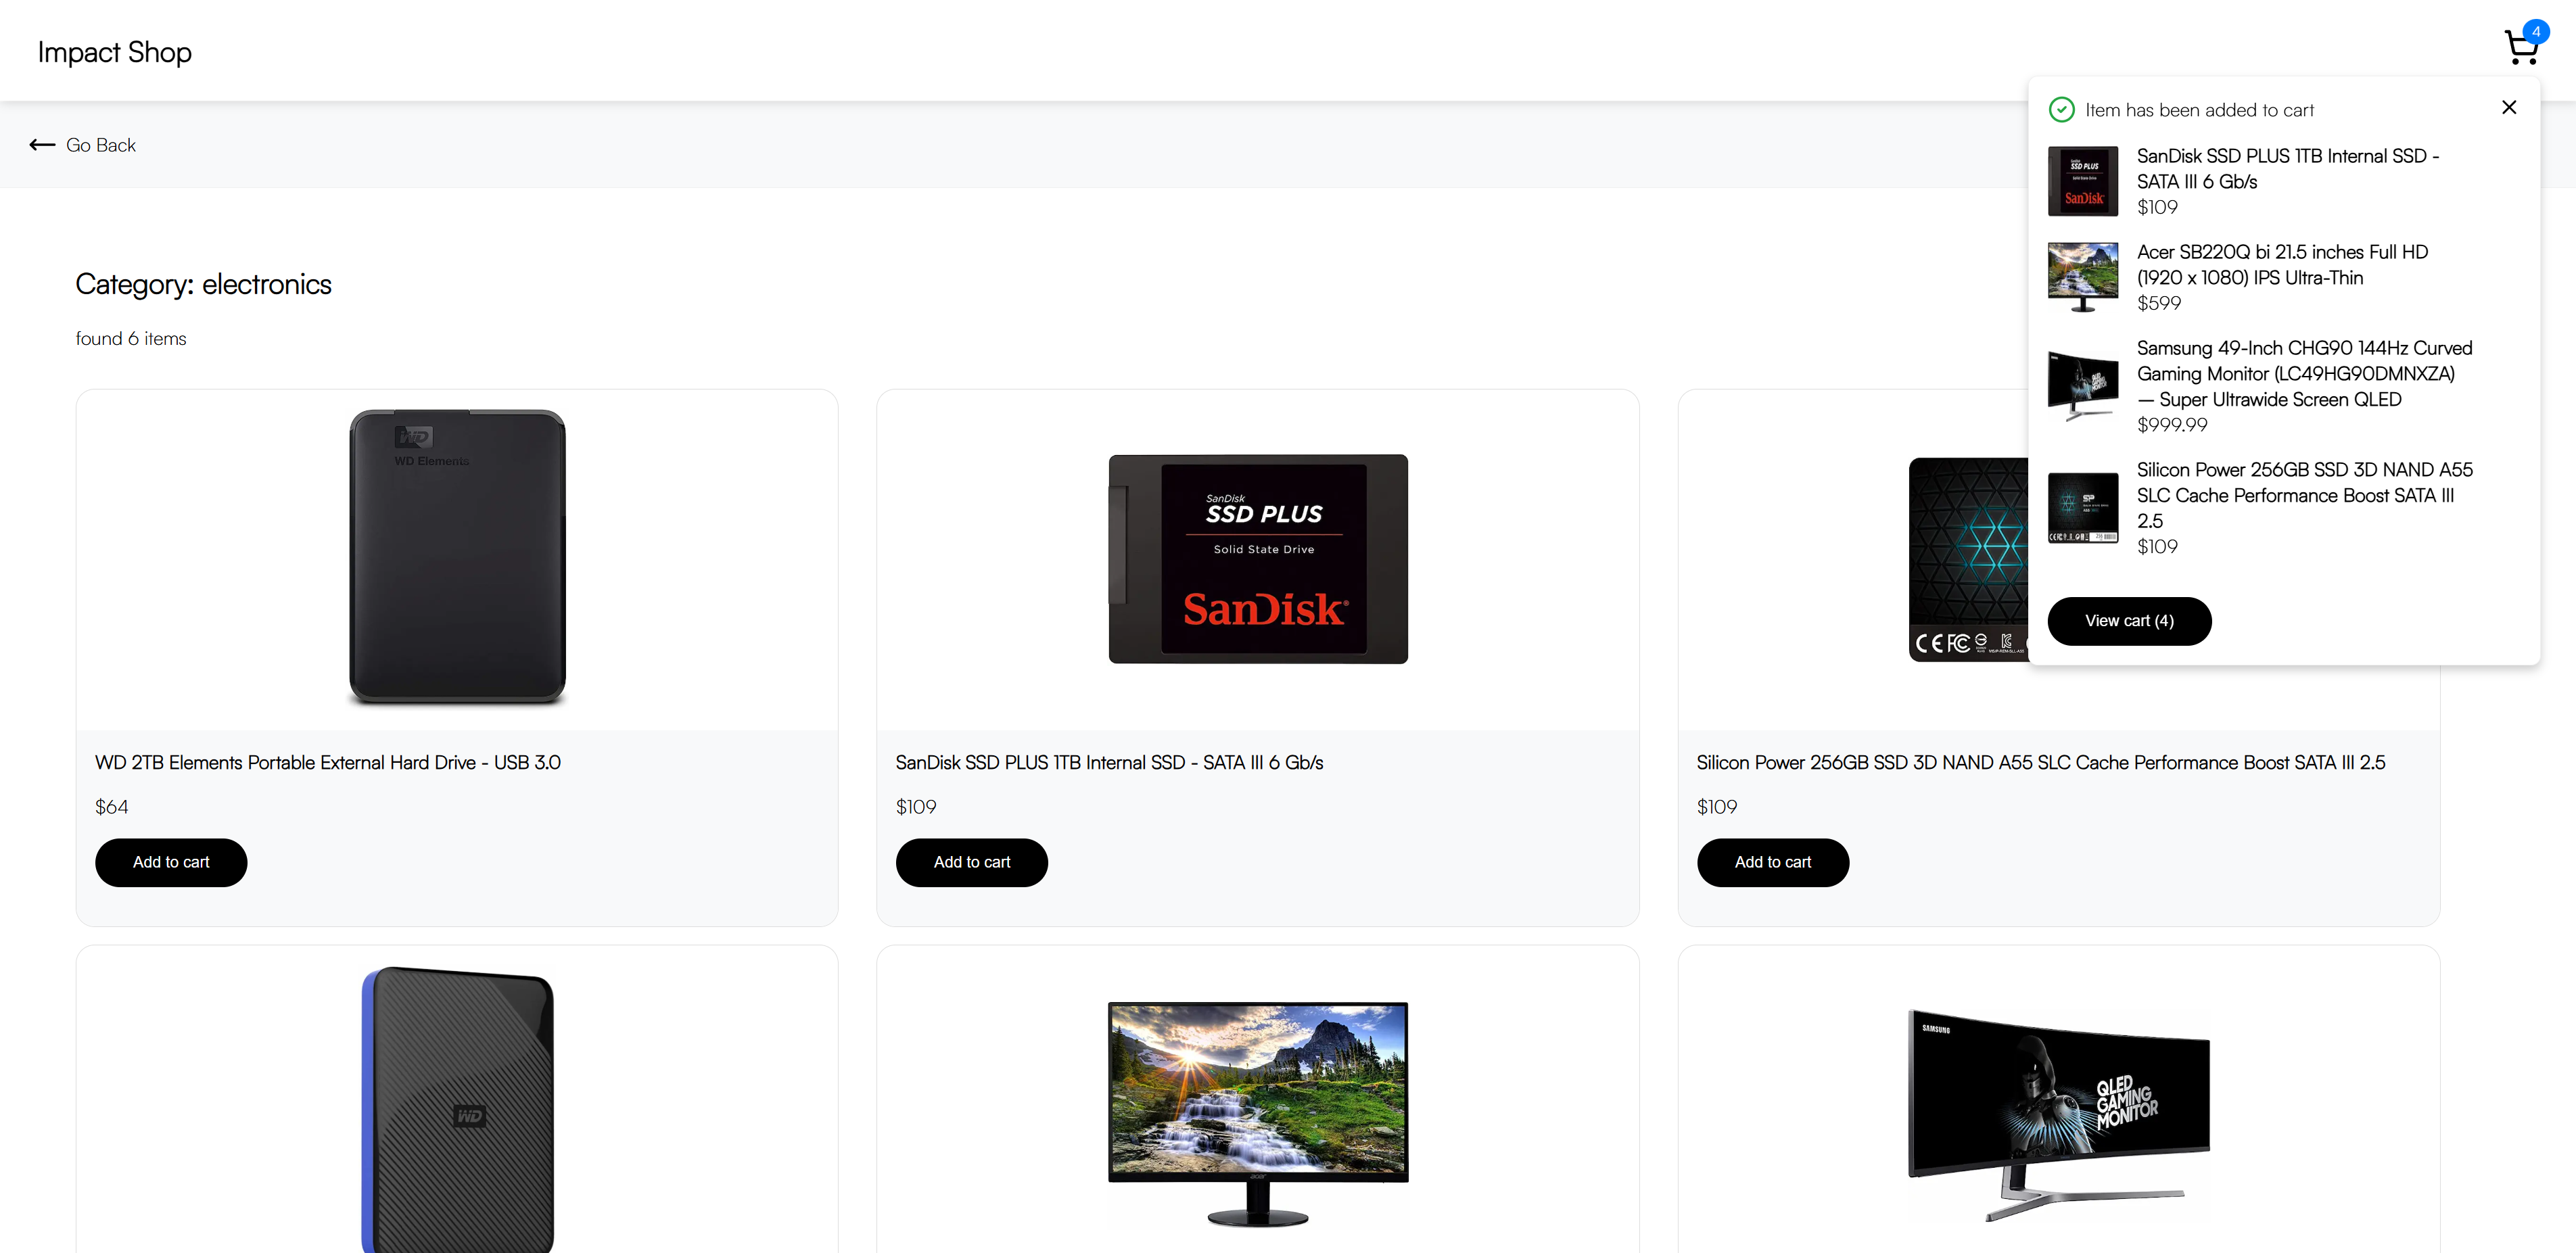 Impact Shop
4
Item has been added to cart
SanDisk SSD PLUS 1TB Internal SSD -
SATA III 6 Gb/s
$109
Acer SB220Q bi 21.5 inches Full HD
(1920 x 1080) IPS Ultra-Thin
$599
Samsung 49-Inch CHG90 144Hz Curved
Gaming Monitor (LC49HG90DMNXZA)
— Super Ultrawide Screen QLED
$999.99
Silicon Power 256GB SSD 3D NAND A55
SLC Cache Performance Boost SATA III
2.5
$109
View cart (4)
Go Back
Category: electronics
found 6 items
WD
WD Elements
SanDisk
SSD PLUS
Solid State Drive
SanDisk
WD 2TB Elements Portable External Hard Drive - USB 3.0
$64
Add to cart
SanDisk SSD PLUS 1TB Internal SSD - SATA III 6 Gb/s
$109
Add to cart
Silicon Power 256GB SSD 3D NAND A55 SLC Cache Performance Boost SATA III 2.5
$109
Add to cart
WD
acer
SAMSUNG
QLED
GAMING
MONITOR